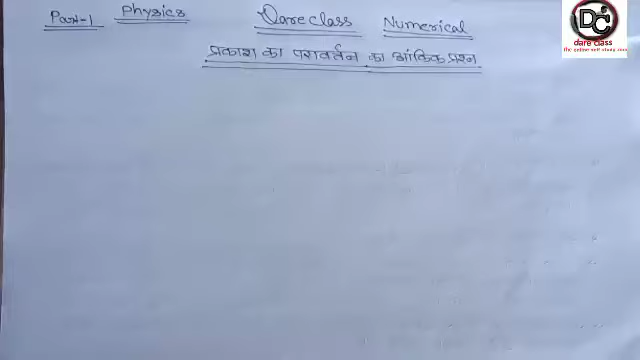 Part-1 Physics Dare class Numerical
प्रकाश का परावर्तन का आंकिक प्रश्न
DC
dare class